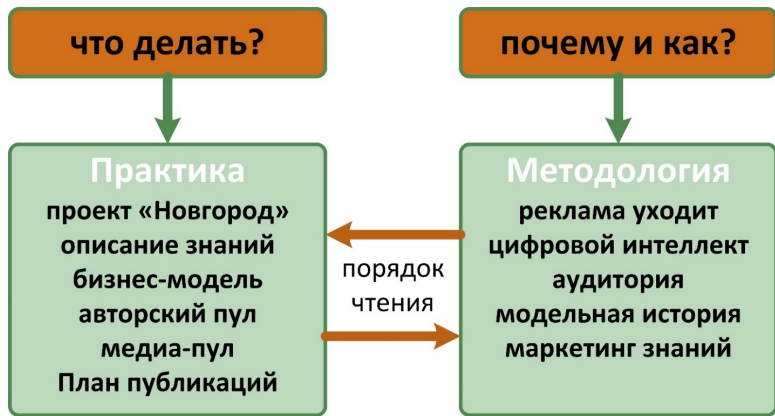 что делать?
почему и как?
Практика
проект «Новгород»
описание знаний
бизнес-модель
авторский пул
медиа-пул
План публикаций
порядок
чтения
Методология
реклама уходит
цифровой интеллект
аудитория
модельная история
маркетинг знаний